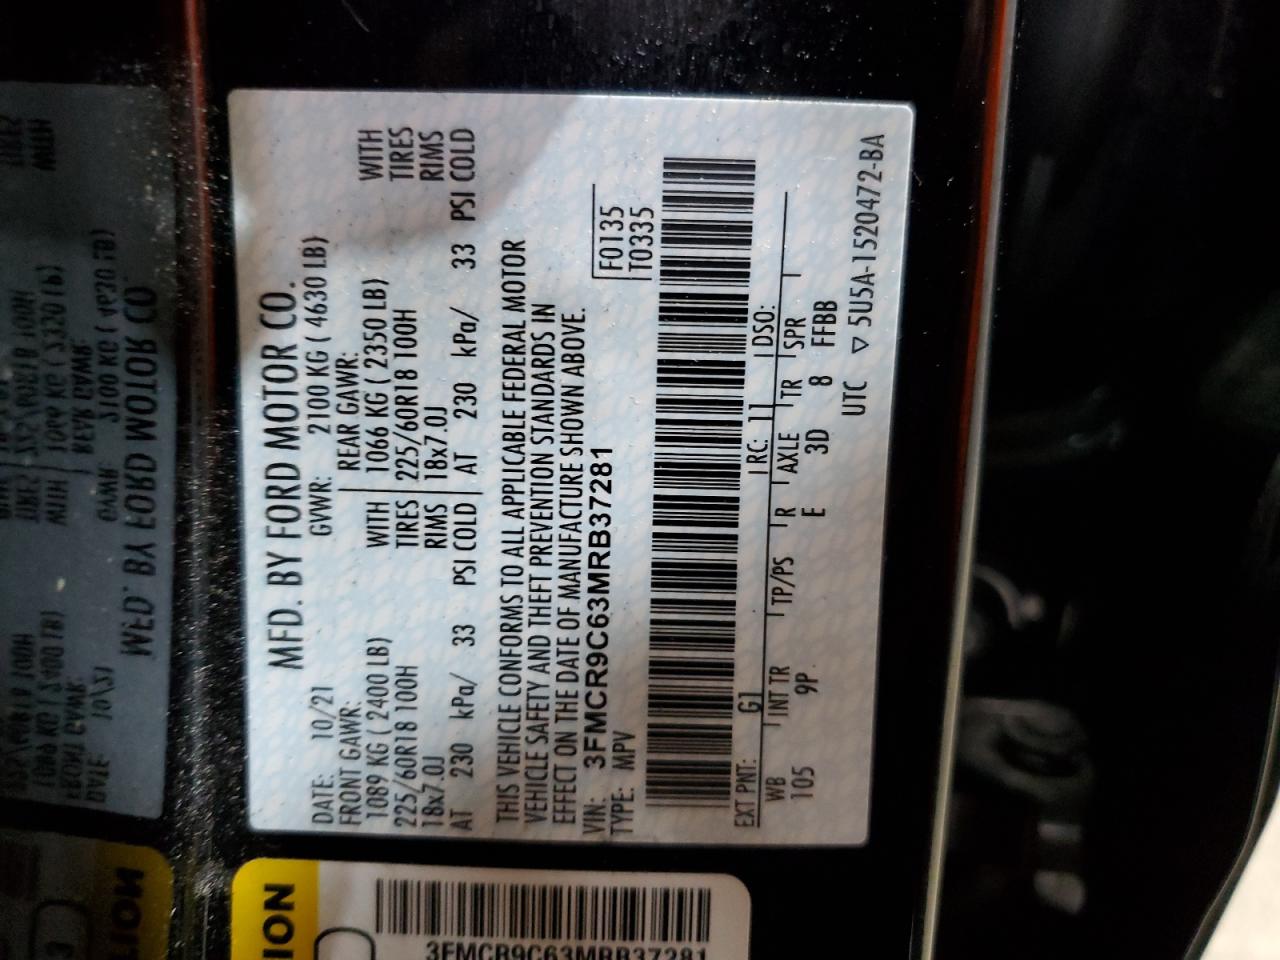 MFD. BY FORD MOTOR CO.
DATE: 10/21
GVWR: 2100 KG ( 4630 LB)
FRONT GAWR:
REAR GAWR:
1089 KG ( 2400 LB)
WITH
1066 KG ( 2350 LB)
WITH
225/60R18 100H
TIRES
225/60R18 100H
TIRES
18x7.0J
RIMS
18x7.0J
RIMS
AT 230 kPa/ 33 PSI COLD
AT 230 kPa/ 33 PSI COLD
THIS VEHICLE CONFORMS TO ALL APPLICABLE FEDERAL MOTOR
VEHICLE SAFETY AND THEFT PREVENTION STANDARDS IN
EFFECT ON THE DATE OF MANUFACTURE SHOWN ABOVE.
VIN: 3FMCR9C63MRB37281
TYPE: MPV
F0135
T0335
EXT PNT: G1 RC: 11 DSO:
WB INT TR TP/PS R AXLE TR SPR
105 9P E 3D 8 FFBB
UTC ▽ 5U5A-1520472-BA
3FMCR9C63MRB37281